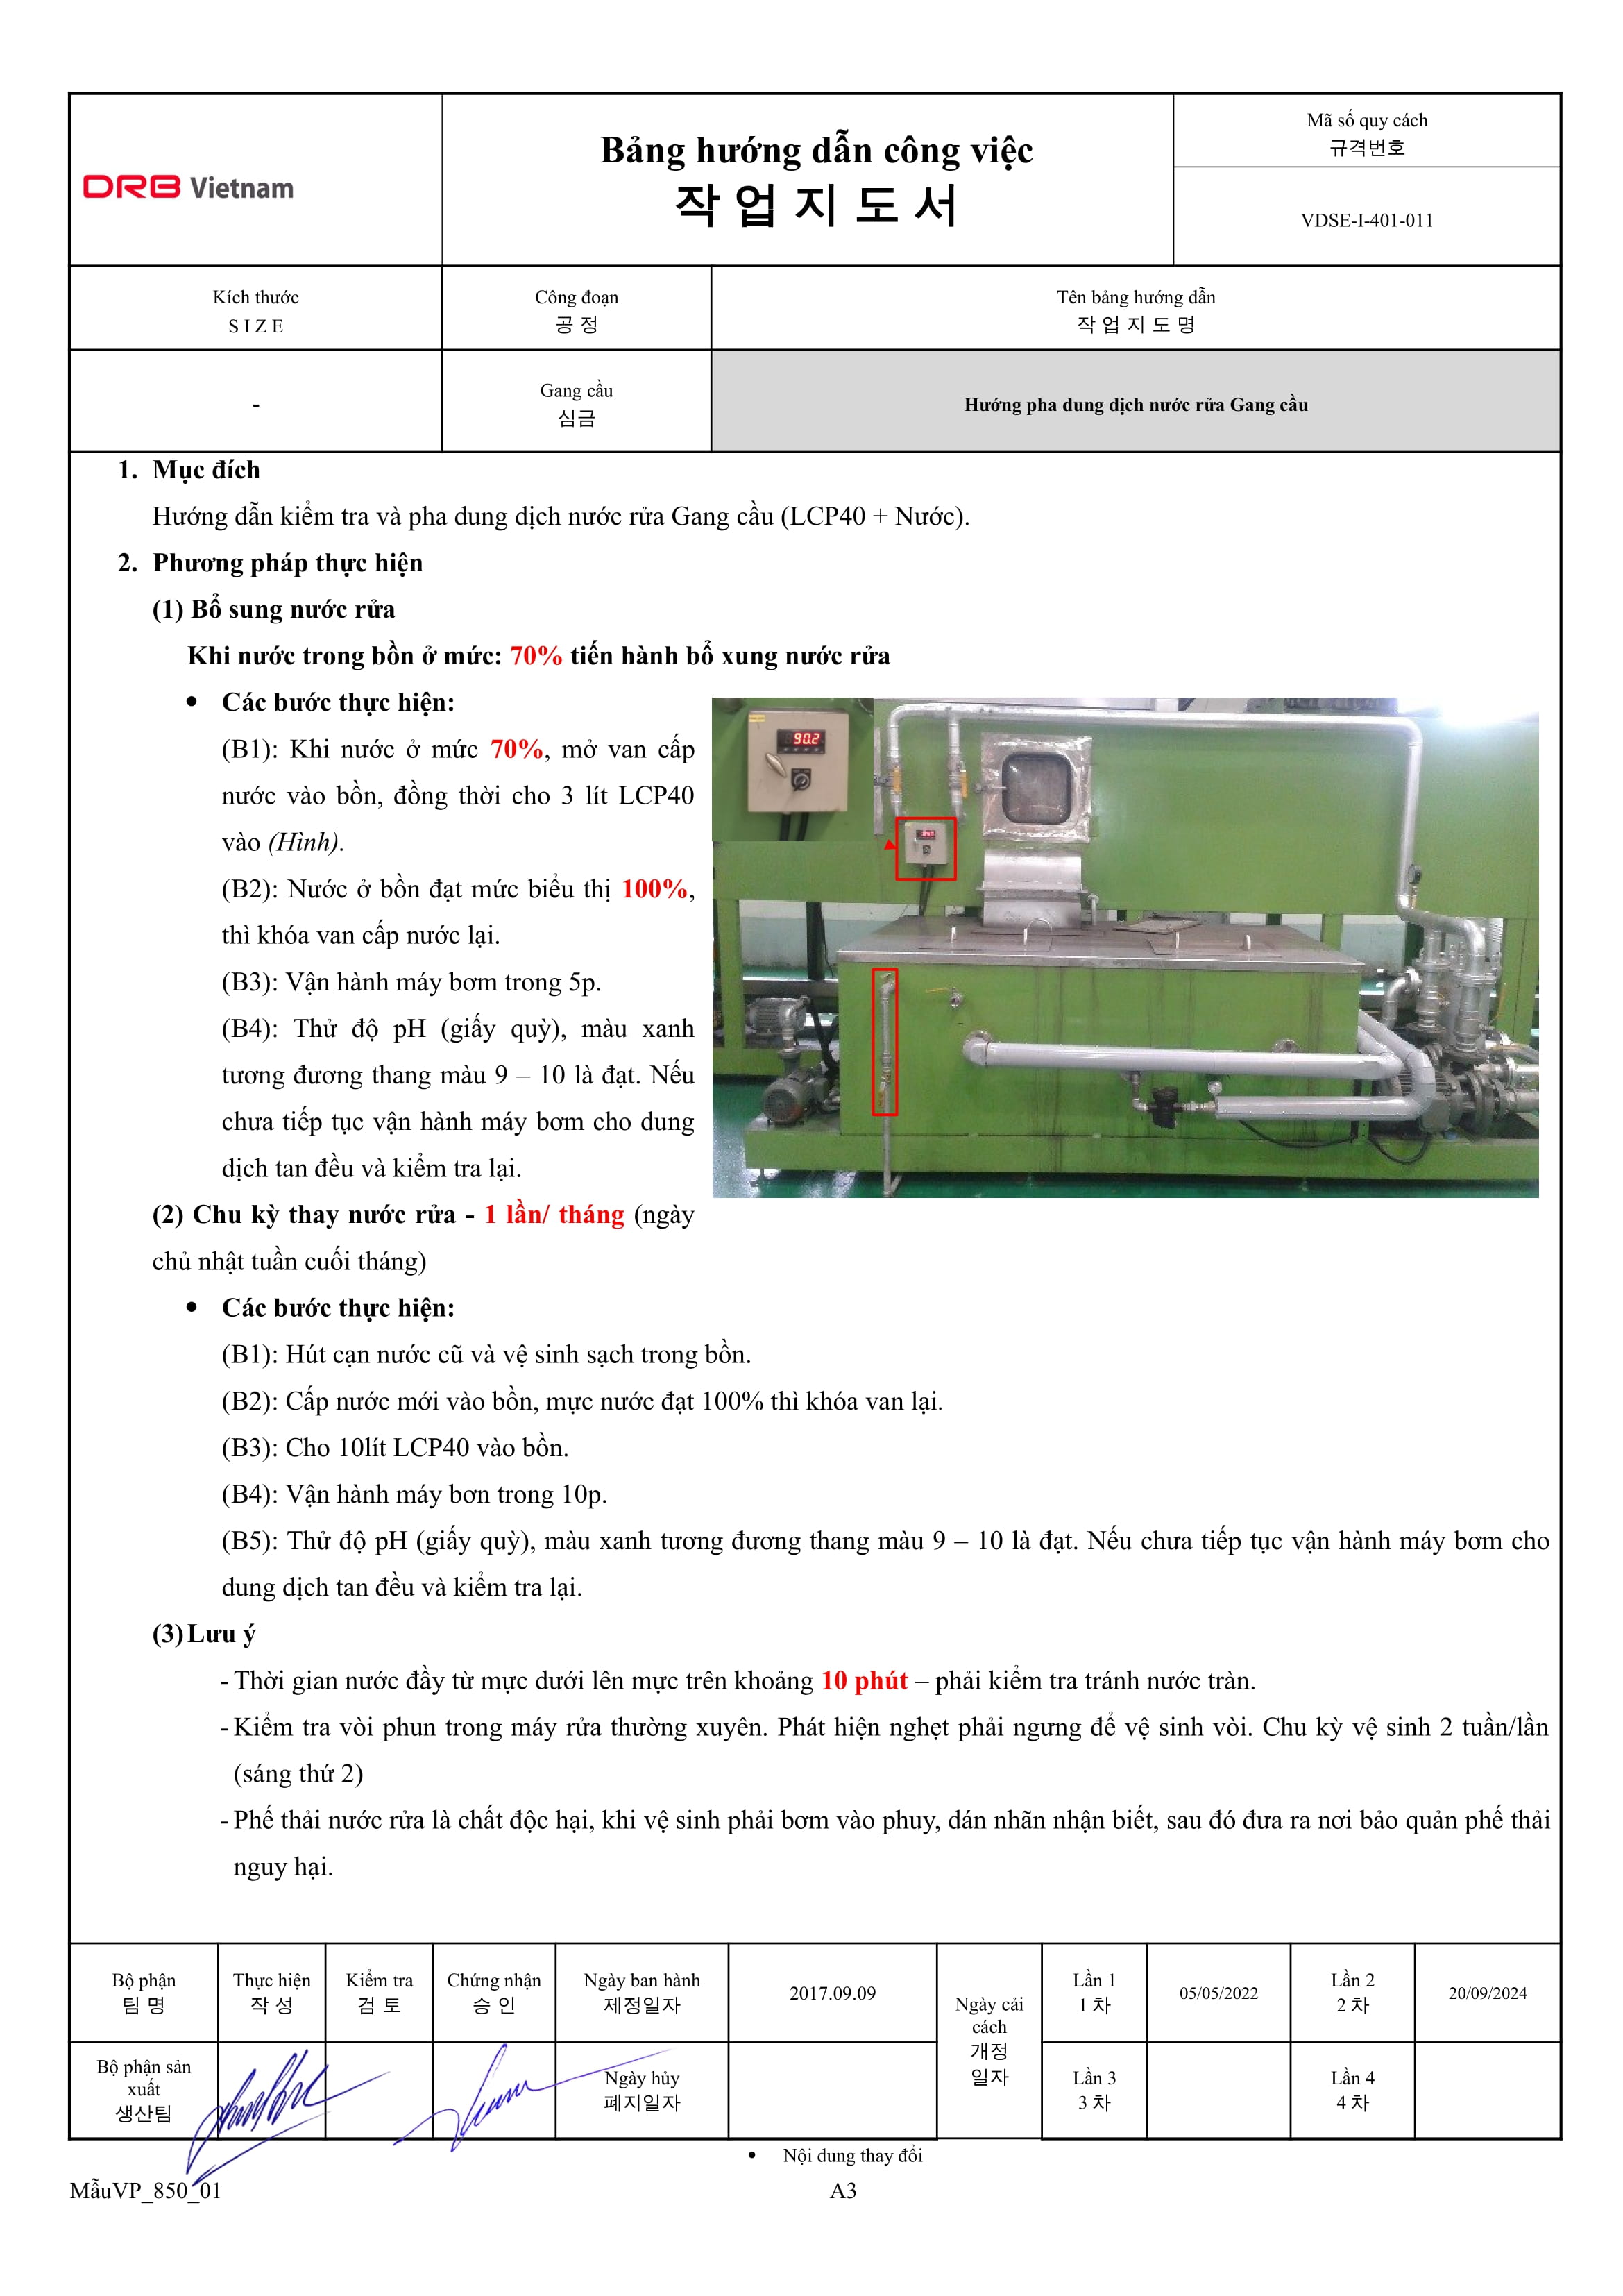 DRB Vietnam
Bảng hướng dẫn công việc
작 업 지 도 서
Mã số quy cách
규격번호
VDSE-I-401-011
Kích thước
S I Z E
Công đoạn
공 정
Tên bảng hướng dẫn
작 업 지 도 명
-
Gang cầu
심금
Hướng pha dung dịch nước rửa Gang cầu
1. Mục đích
Hướng dẫn kiểm tra và pha dung dịch nước rửa Gang cầu (LCP40 + Nước).
2. Phương pháp thực hiện
(1) Bổ sung nước rửa
Khi nước trong bồn ở mức: 70% tiến hành bổ xung nước rửa
• Các bước thực hiện:
(B1): Khi nước ở mức 70%, mở van cấp
nước vào bồn, đồng thời cho 3 lít LCP40
vào (Hình).
(B2): Nước ở bồn đạt mức biểu thị 100%,
thì khóa van cấp nước lại.
(B3): Vận hành máy bơm trong 5p.
(B4): Thử độ pH (giấy quỳ), màu xanh
tương đương thang màu 9 – 10 là đạt. Nếu
chưa tiếp tục vận hành máy bơm cho dung
dịch tan đều và kiểm tra lại.
90.2
(2) Chu kỳ thay nước rửa - 1 lần/ tháng (ngày
chủ nhật tuần cuối tháng)
• Các bước thực hiện:
(B1): Hút cạn nước cũ và vệ sinh sạch trong bồn.
(B2): Cấp nước mới vào bồn, mực nước đạt 100% thì khóa van lại.
(B3): Cho 10lít LCP40 vào bồn.
(B4): Vận hành máy bơn trong 10p.
(B5): Thử độ pH (giấy quỳ), màu xanh tương đương thang màu 9 – 10 là đạt. Nếu chưa tiếp tục vận hành máy bơm cho
dung dịch tan đều và kiểm tra lại.
(3) Lưu ý
- Thời gian nước đầy từ mực dưới lên mực trên khoảng 10 phút – phải kiểm tra tránh nước tràn.
- Kiểm tra vòi phun trong máy rửa thường xuyên. Phát hiện nghẹt phải ngưng để vệ sinh vòi. Chu kỳ vệ sinh 2 tuần/lần
(sáng thứ 2)
- Phế thải nước rửa là chất độc hại, khi vệ sinh phải bơm vào phuy, dán nhãn nhận biết, sau đó đưa ra nơi bảo quản phế thải
nguy hại.
Bộ phận
팀 명
Thực hiện
작 성
Kiểm tra
검 토
Chứng nhận
승 인
Ngày ban hành
제정일자
2017.09.09
Ngày cải
cách
개정
일자
Lần 1
1 차
05/05/2022
Lần 2
2 차
20/09/2024
Bộ phận sản
xuất
생산팀
Ngày hủy
폐지일자
Lần 3
3 차
Lần 4
4 차
• Nội dung thay đổi
MẫuVP_850_01
A3